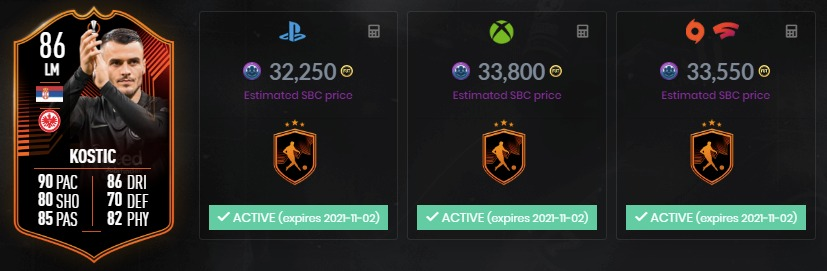 86
LM
KOSTIC
90 PAC
86 DRI
80 SHO
70 DEF
85 PAS
82 PHY
32,250
Estimated SBC price
ACTIVE (expires 2021-11-02)
33,800
Estimated SBC price
ACTIVE (expires 2021-11-02)
33,550
Estimated SBC price
ACTIVE (expires 2021-11-02)